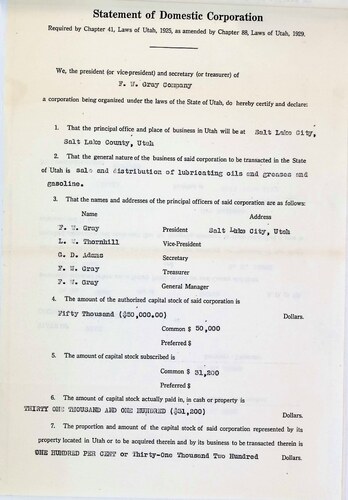 Statement of Domestic Corporation
Required by Chapter 41, Laws of Utah, 1925, as amended by Chapter 88, Laws of Utah, 1929.
We, the president (or vice-president) and secretary (or treasurer) of
F. W. Gray Company
a corporation being organized under the laws of the State of Utah, do hereby certify and declare:
1. That the principal office and place of business in Utah will be at Salt Lake City,
Salt Lake County, Utah
2. That the general nature of the business of said corporation to be transacted in the State
of Utah is sale and distribution of lubricating oils and greases and
gasoline.
3. That the names and addresses of the principal officers of said corporation are as follows:
Name Address
F. W. Gray President Salt Lake City, Utah
L. W. Thornhill Vice-President
G. D. Adams Secretary
F. W. Gray Treasurer
F. W. Gray General Manager
4. The amount of the authorized capital stock of said corporation is
Fifty Thousand ($50,000.00) Dollars.
Common $ 50,000
Preferred $
5. The amount of capital stock subscribed is
Common $ 31,200
Preferred $
6. The amount of capital stock actually paid in, in cash or property is
THIRTY ONE THOUSAND AND ONE HUNDRED ($31,200) Dollars.
7. The proportion and amount of the capital stock of said corporation represented by its
property located in Utah or to be acquired therein and by its business to be transacted therein is
ONE HUNDRED PER CENT or Thirty-One Thousand Two Hundred Dollars.